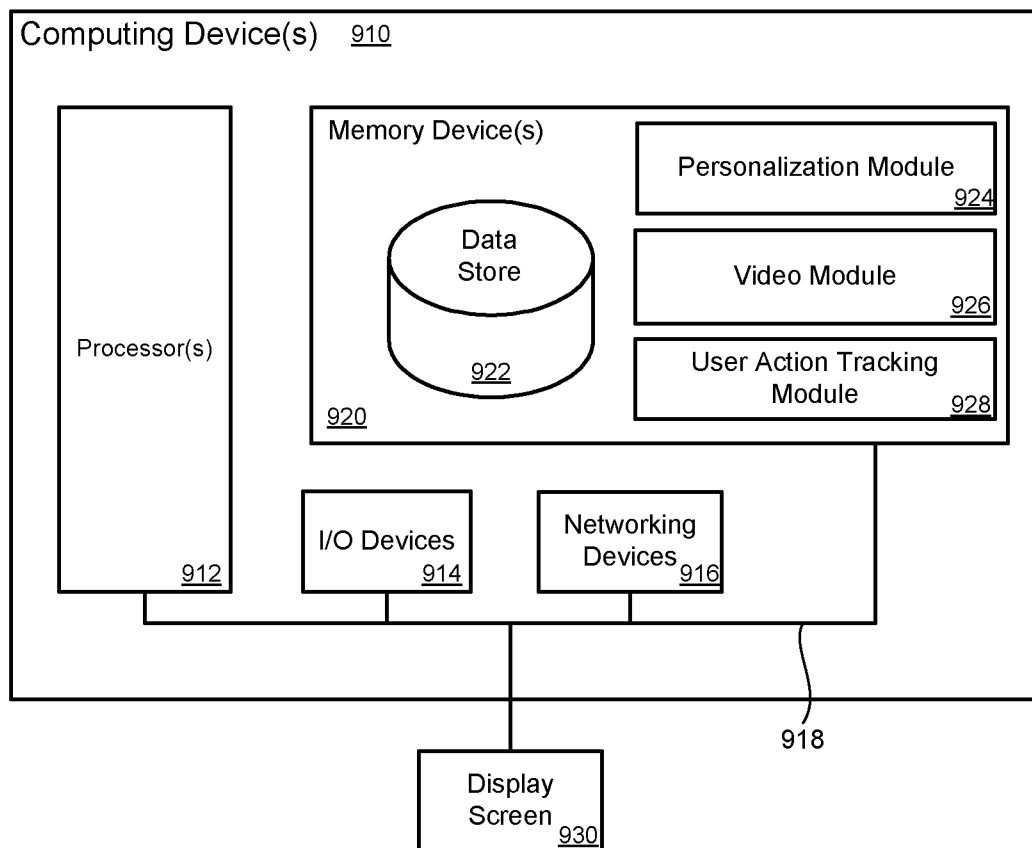 Computing Device(s) 910
Processor(s)
912
Memory Device(s)
Data
Store
922
920
Personalization Module
924
Video Module
926
User Action Tracking
Module
928
I/O Devices
914
Networking
Devices
916
918
Display
Screen
930